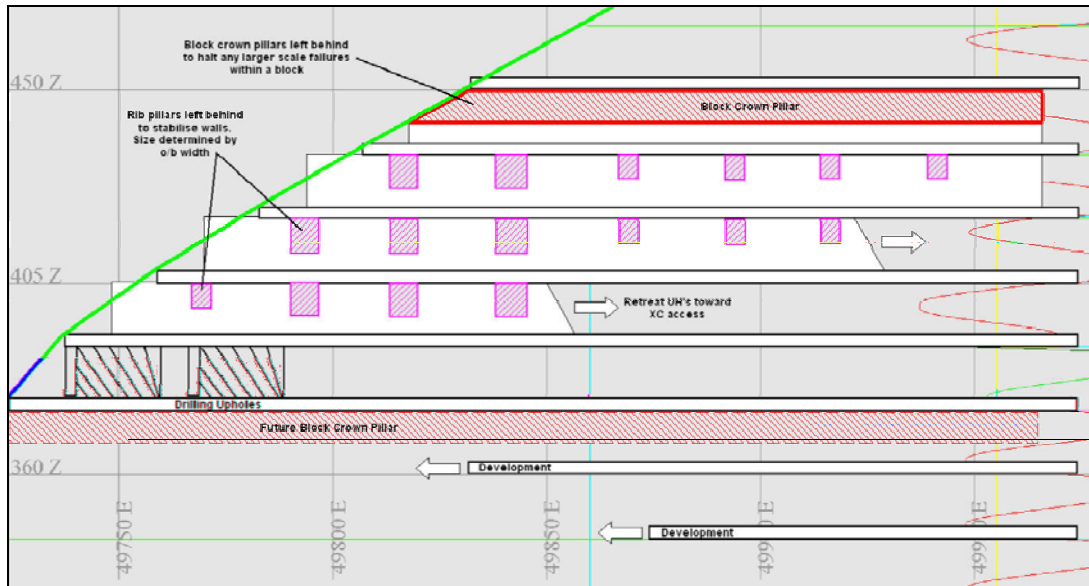 Block crown pillars left behind
to halt any larger scale failures
within a block
450 Z
Block Crown Pillar
Rib pillars left behind
to stabilise walls.
Size determined by
o/b width
405 Z
Retreat UH's toward
XC access
Drilling Upholes
Future Block Crown Pillar
360 Z
Development
Development
49750 E
49800 E
49850 E